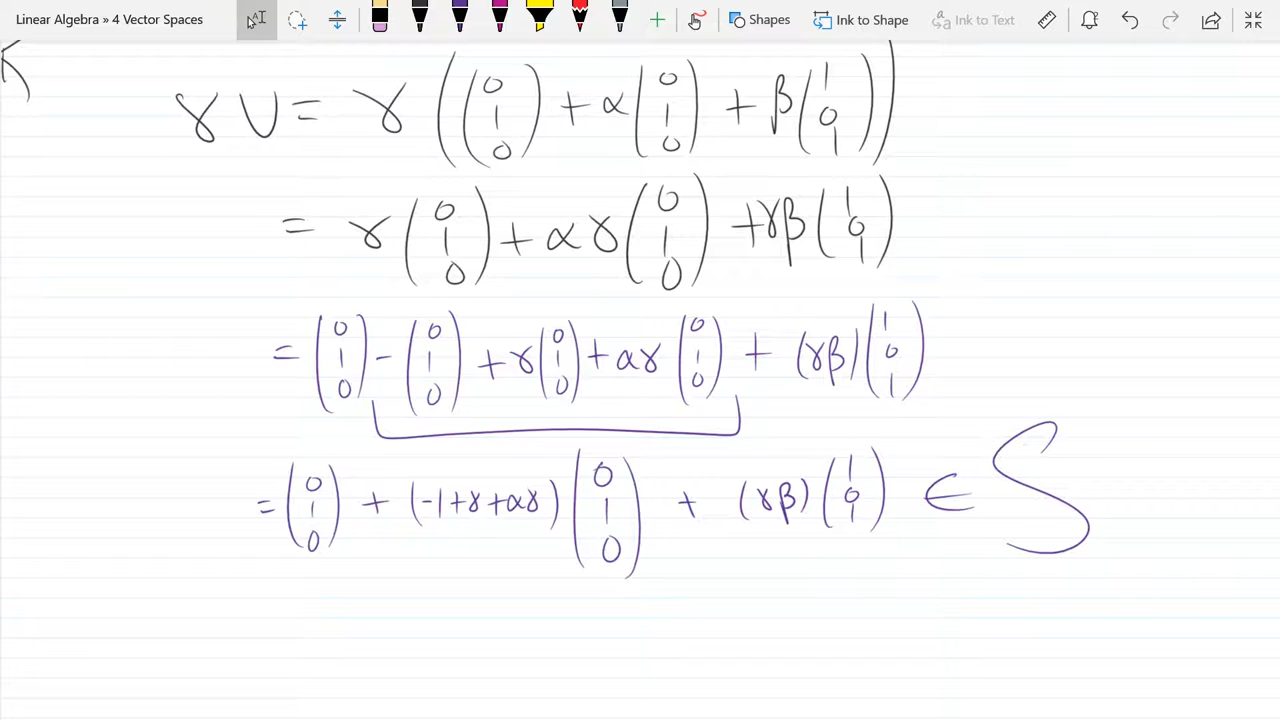 Linear Algebra » 4 Vector Spaces Shapes Ink to Shape Ink to Text
γ U = γ ( (0 1 0) + α (0 1 0) + β (1 0 1) )
= γ (0 1 0) + α γ (0 1 0) + γβ (1 0 1)
= (0 1 0) - (0 1 0) + γ (0 1 0) + αγ (0 1 0) + (γβ) (1 0 1)
= (0 1 0) + (-1+γ+αγ) (0 1 0) + (γβ) (1 0 1) ∈ S